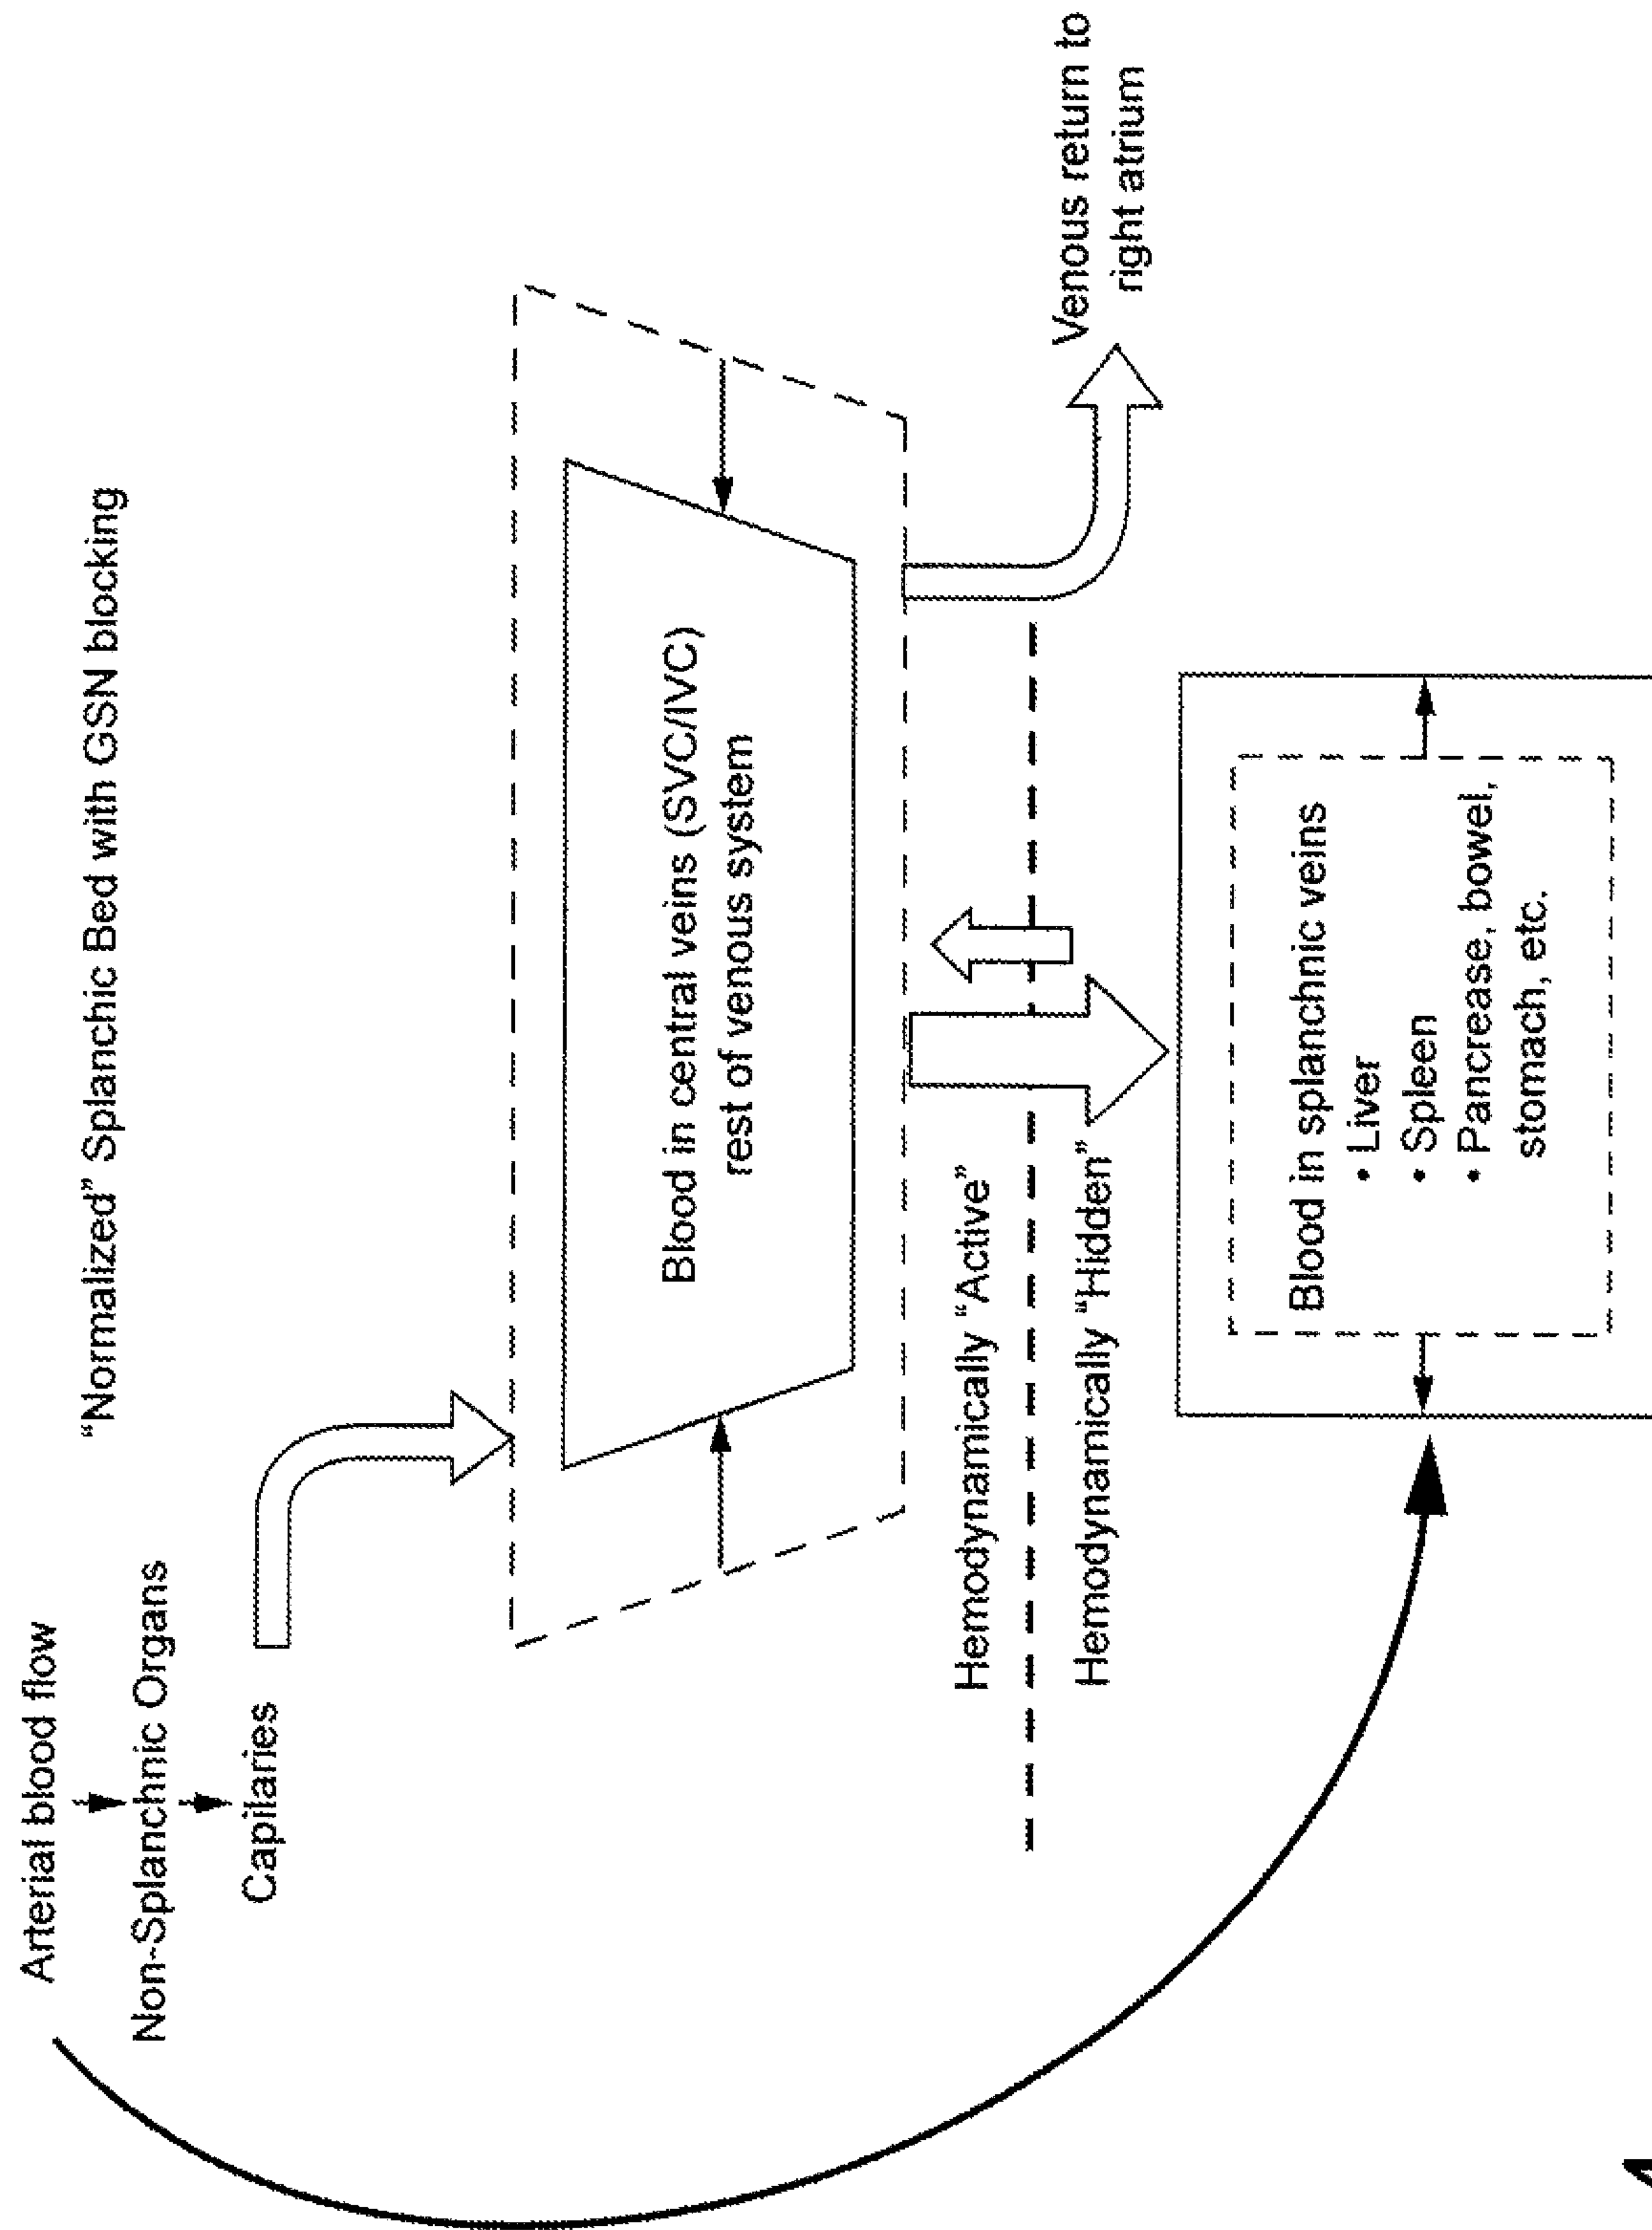 “Normalized” Splanchic Bed with GSN blocking
Arterial blood flow
Non-Splanchnic Organs
Capilaries
Blood in central veins (SVC/IVC)
rest of venous system
Hemodynamically “Active”
Hemodynamically “Hidden”
Venous return to
right atrium
Blood in splanchnic veins
• Liver
• Spleen
• Pancrease, bowel,
stomach, etc.